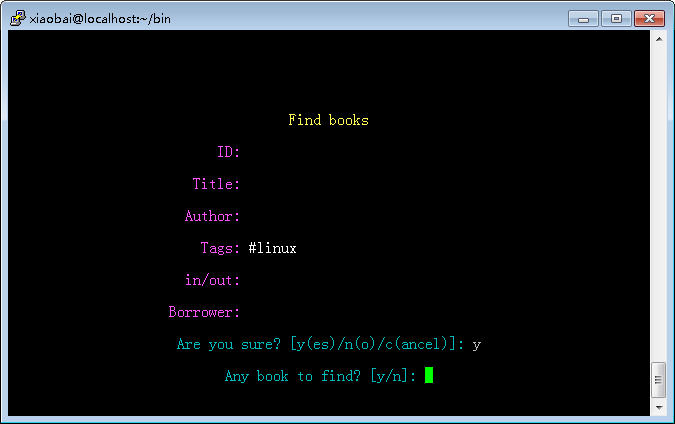 xiaobai@localhost:~/bin
Find books
ID:
Title:
Author:
Tags: #linux
in/out:
Borrower:
Are you sure? [y(es)/n(o)/c(ancel)]: y
Any book to find? [y/n]: